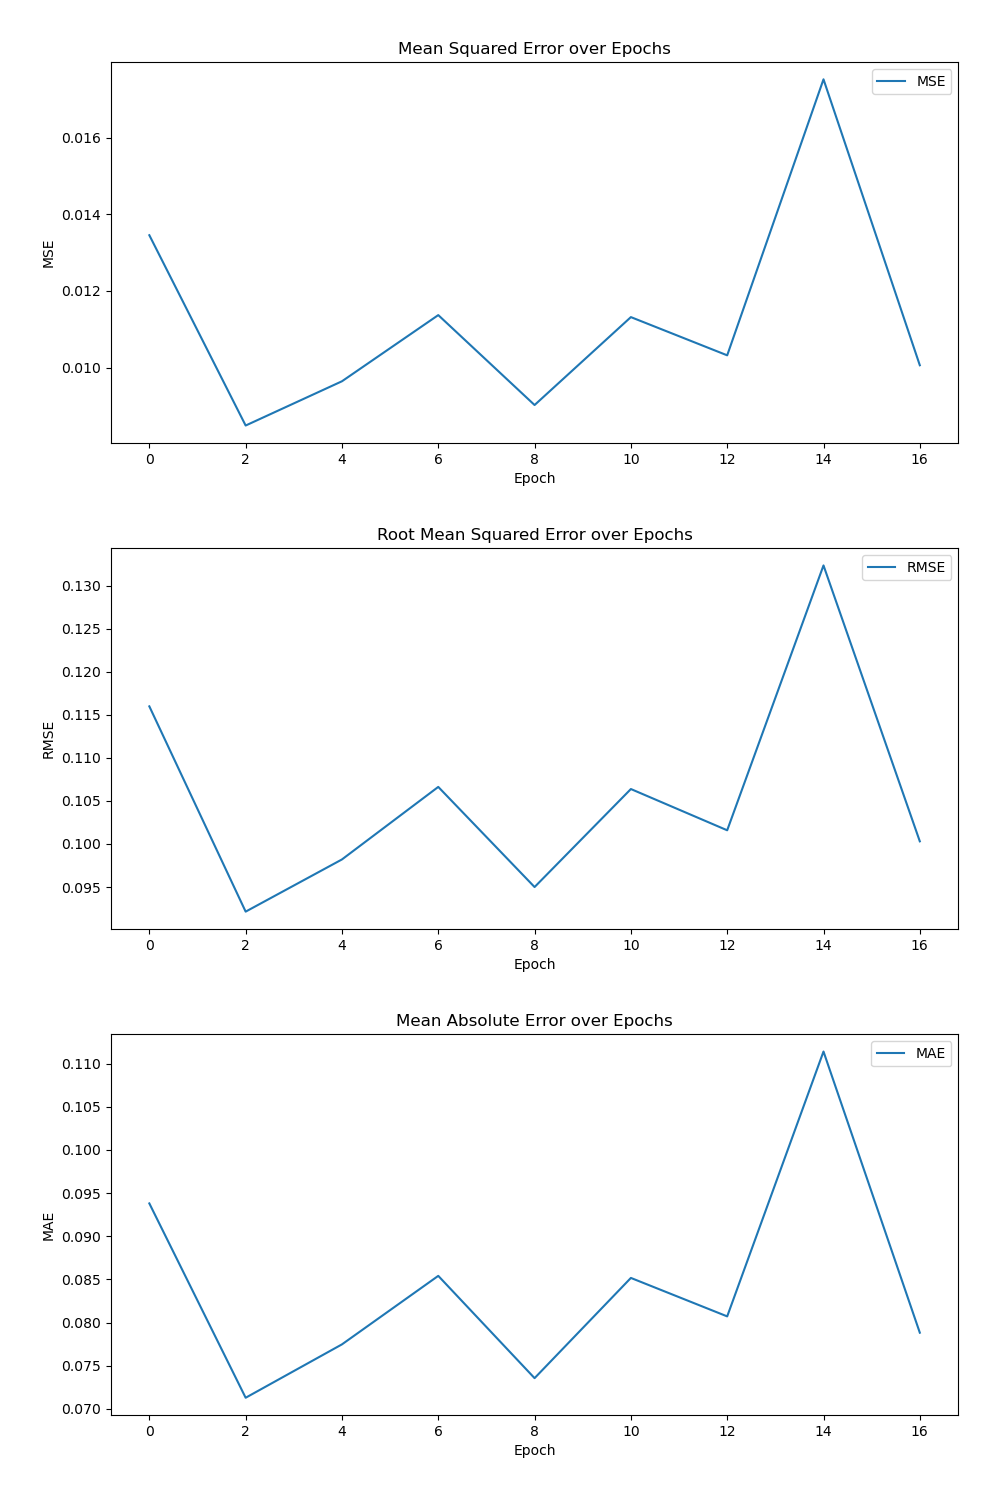 Mean Squared Error over Epochs
MSE
0.016
0.014
0.012
0.010
MSE
0 2 4 6 8 10 12 14 16
Epoch
Root Mean Squared Error over Epochs
RMSE
0.130
0.125
0.120
0.115
0.110
0.105
0.100
0.095
RMSE
0 2 4 6 8 10 12 14 16
Epoch
Mean Absolute Error over Epochs
MAE
0.110
0.105
0.100
0.095
0.090
0.085
0.080
0.075
0.070
MAE
0 2 4 6 8 10 12 14 16
Epoch